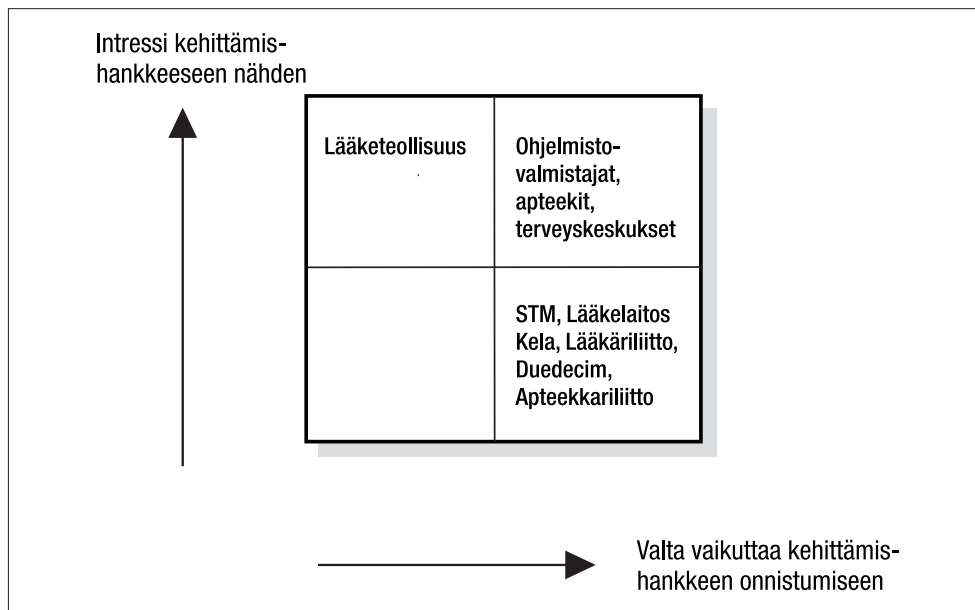 Intressi kehittämis-
hankkeeseen nähden
Lääketeollisuus
Ohjelmisto-
valmistajat,
apteekit,
terveyskeskukset
STM, Lääkelaitos
Kela, Lääkäriliitto,
Duedecim,
Apteekkariliitto
Valta vaikuttaa kehittämis-
hankkeen onnistumiseen